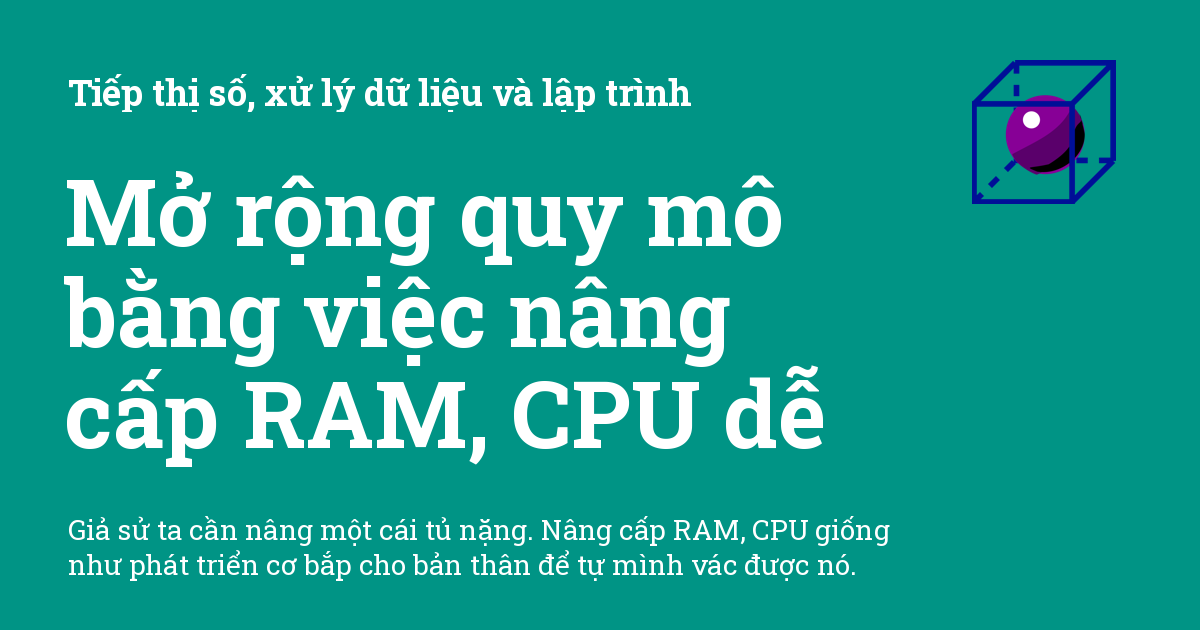 Tiếp thị số, xử lý dữ liệu và lập trình
Mở rộng quy mô
bằng việc nâng
cấp RAM, CPU dễ
Giả sử ta cần nâng một cái tủ nặng. Nâng cấp RAM, CPU giống
như phát triển cơ bắp cho bản thân để tự mình vác được nó.